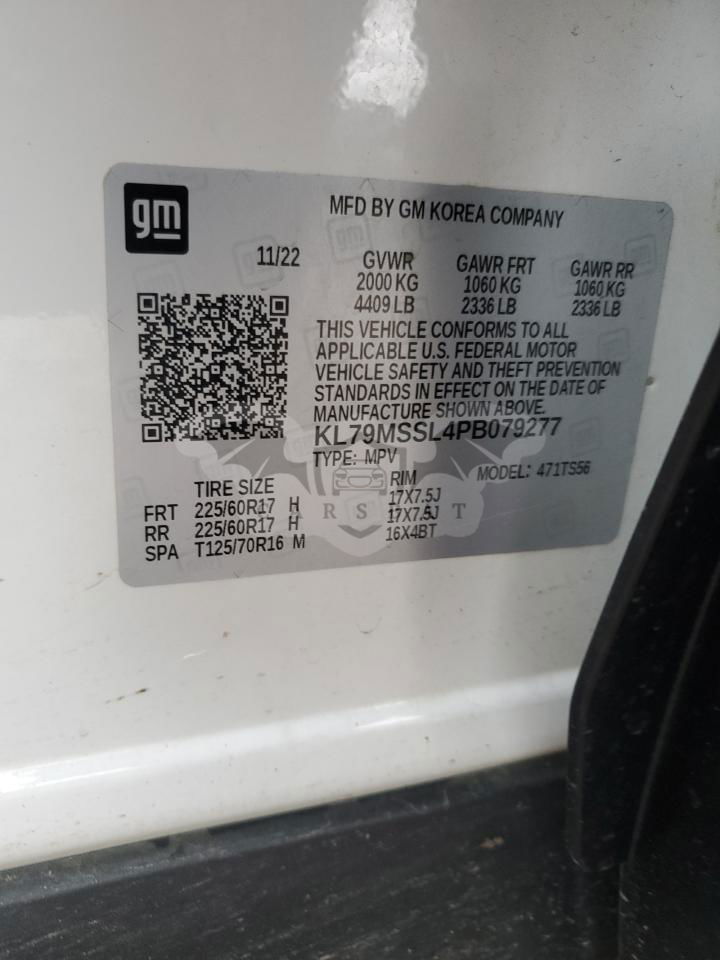 gm
MFD BY GM KOREA COMPANY
11/22 GVWR GAWR FRT GAWR RR
2000 KG 1060 KG 1060 KG
4409 LB 2336 LB 2336 LB
THIS VEHICLE CONFORMS TO ALL
APPLICABLE U.S. FEDERAL MOTOR
VEHICLE SAFETY AND THEFT PREVENTION
STANDARDS IN EFFECT ON THE DATE OF
MANUFACTURE SHOWN ABOVE.
KL79MSSL4PB079277
TYPE: MPV MODEL: 471TS56
TIRE SIZE RIM
FRT 225/60R17 H 17X7.5J
RR 225/60R17 H 17X7.5J
SPA T125/70R16 M 16X4BT